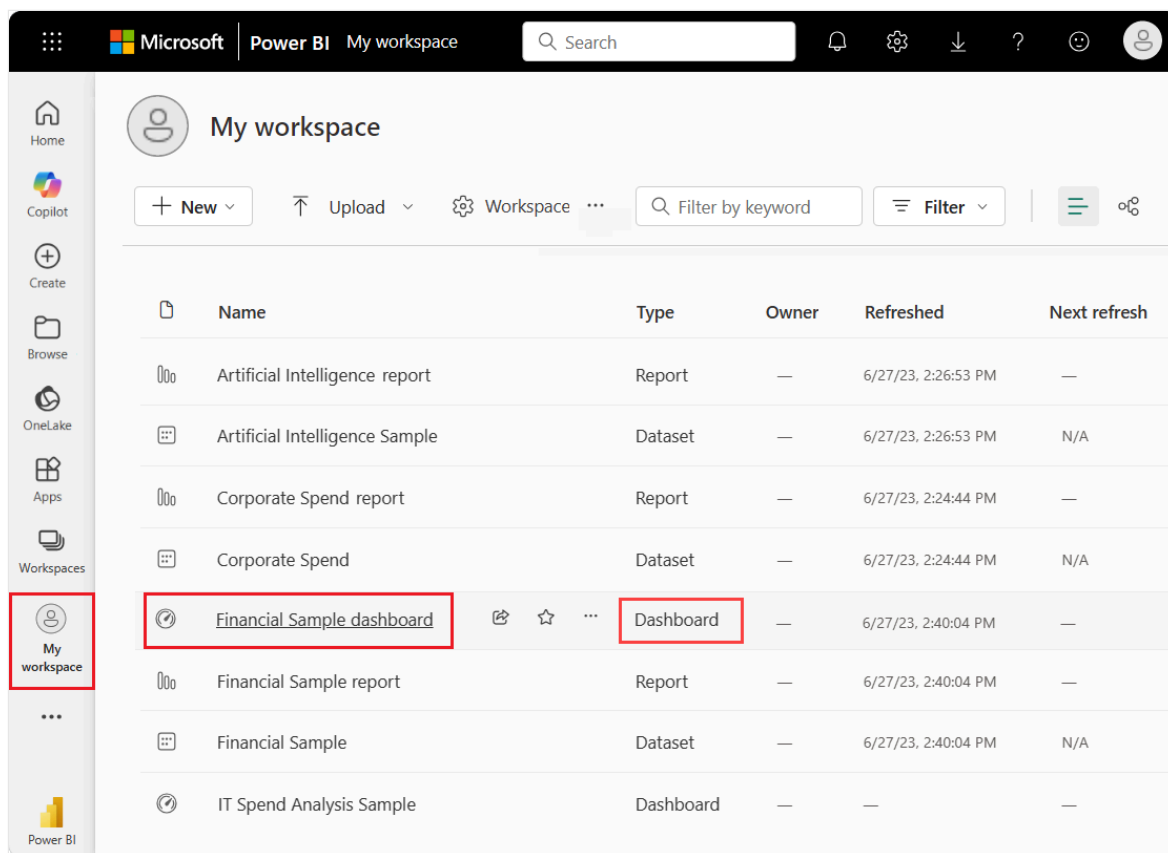 Microsoft Power BI My workspace Search ?
Home
Copilot
Create
Browse
OneLake
Apps
Workspaces
My
workspace
Power BI
My workspace
New Upload Workspace ... Filter by keyword Filter
Name Type Owner Refreshed Next refresh
Artificial Intelligence report Report — 6/27/23, 2:26:53 PM —
Artificial Intelligence Sample Dataset — 6/27/23, 2:26:53 PM N/A
Corporate Spend report Report — 6/27/23, 2:24:44 PM —
Corporate Spend Dataset — 6/27/23, 2:24:44 PM N/A
Financial Sample dashboard ... Dashboard — 6/27/23, 2:40:04 PM —
Financial Sample report Report — 6/27/23, 2:40:04 PM —
Financial Sample Dataset — 6/27/23, 2:40:04 PM N/A
IT Spend Analysis Sample Dashboard — — —